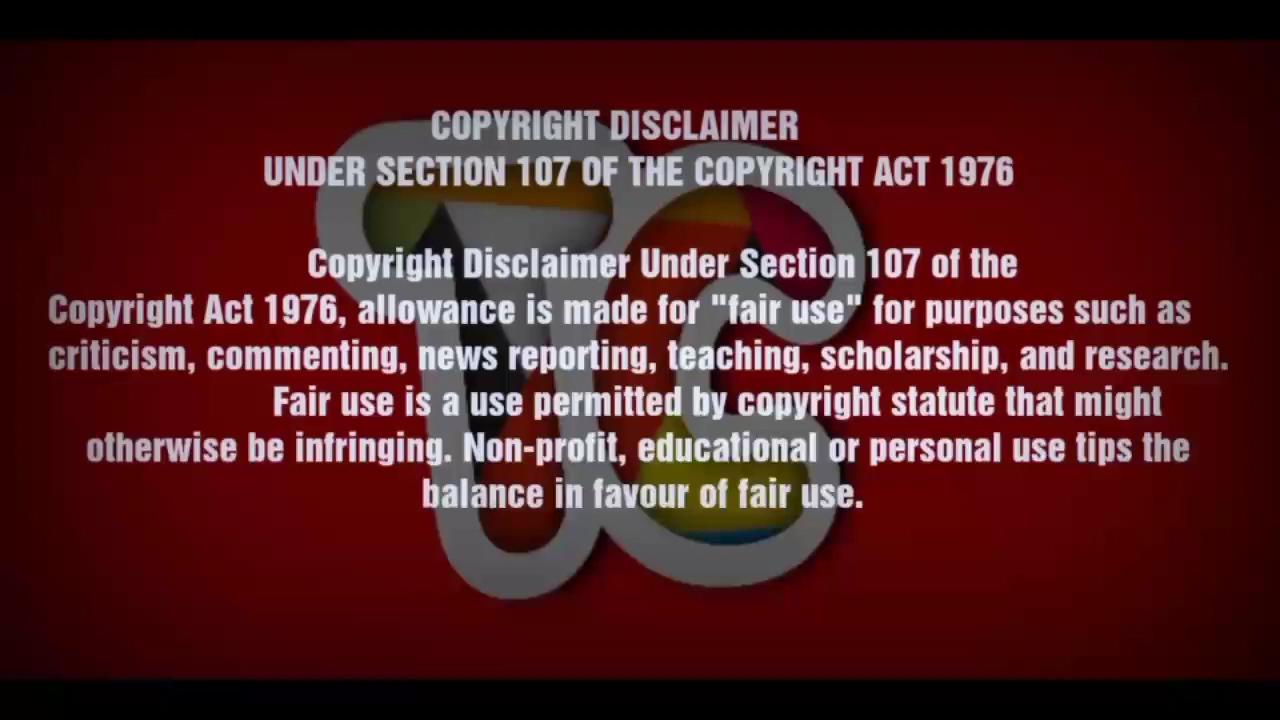 COPYRIGHT DISCLAIMER
UNDER SECTION 107 OF THE COPYRIGHT ACT 1976
Copyright Disclaimer Under Section 107 of the
Copyright Act 1976, allowance is made for "fair use" for purposes such as
criticism, commenting, news reporting, teaching, scholarship, and research.
Fair use is a use permitted by copyright statute that might
otherwise be infringing. Non-profit, educational or personal use tips the
balance in favour of fair use.
TC